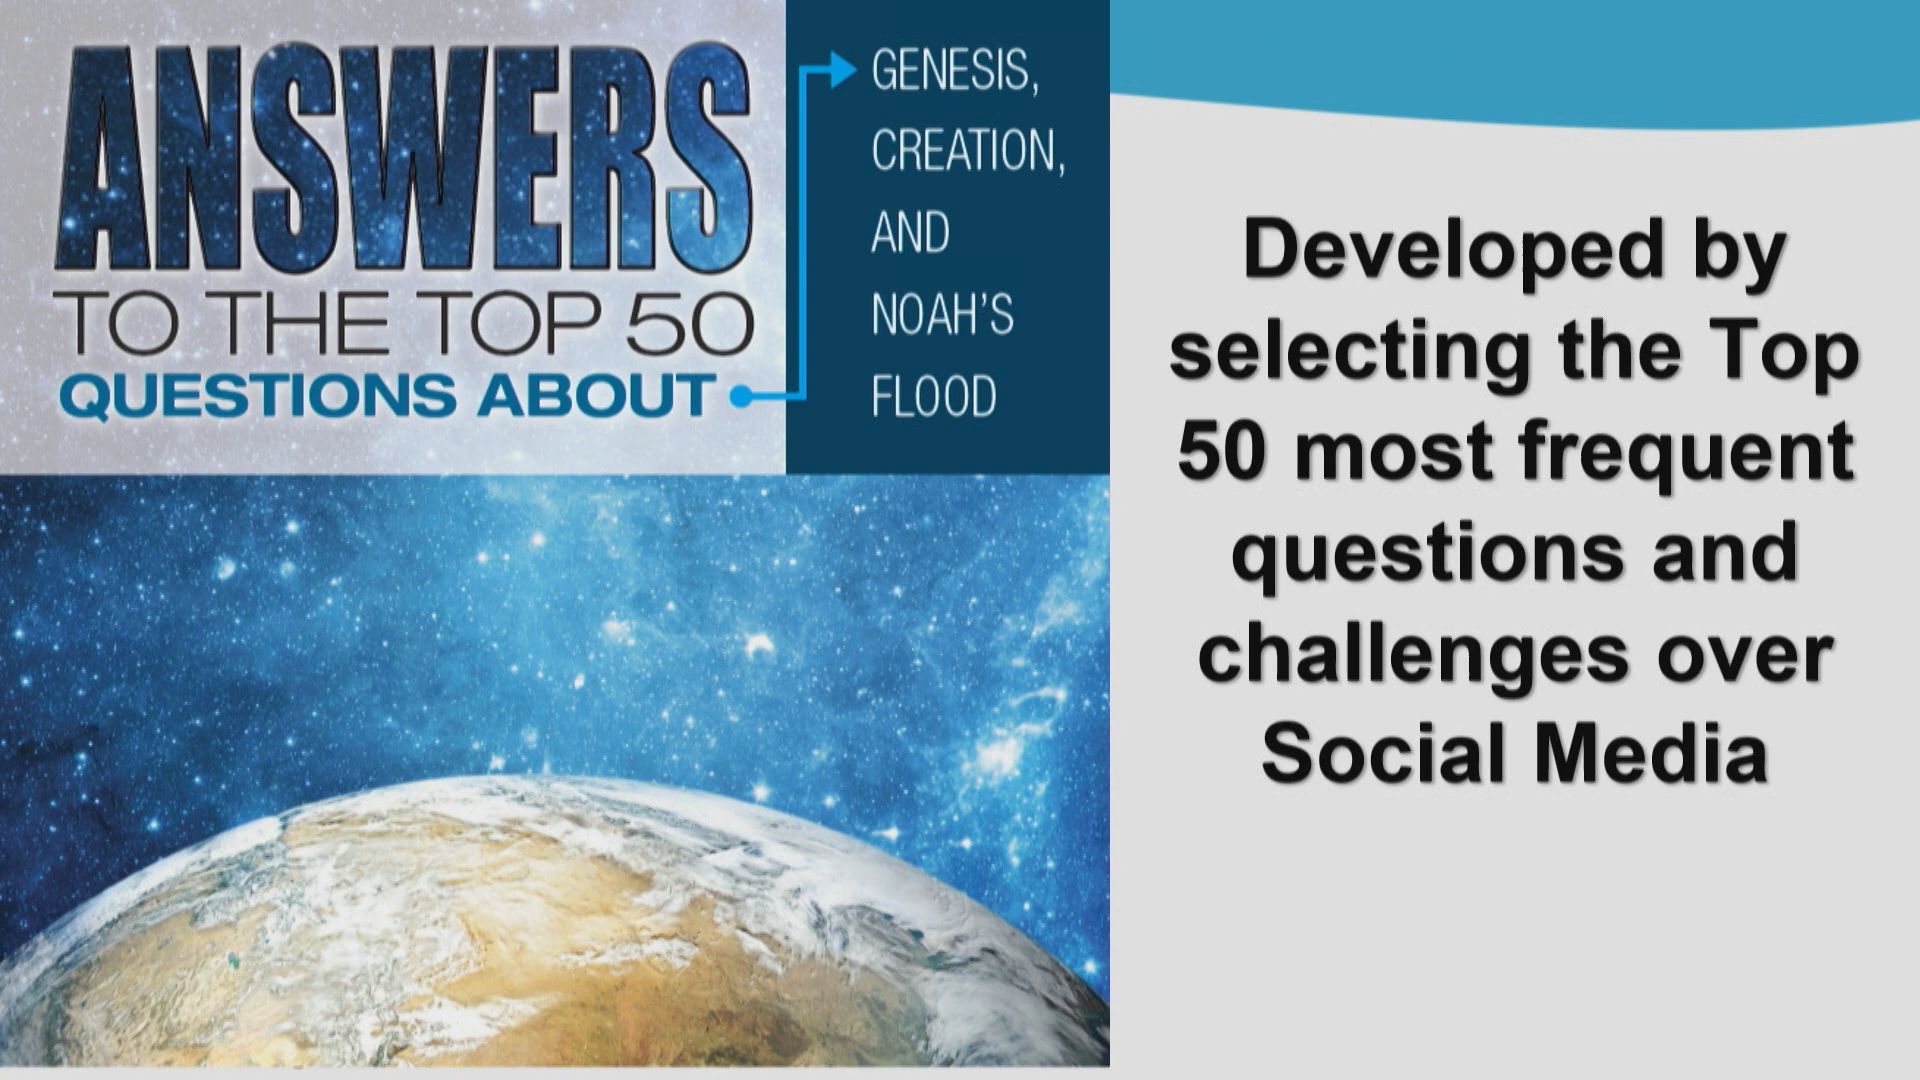 ANSWERS
TO THE TOP 50
QUESTIONS ABOUT
GENESIS,
CREATION,
AND
NOAH'S
FLOOD
Developed by
selecting the Top
50 most frequent
questions and
challenges over
Social Media